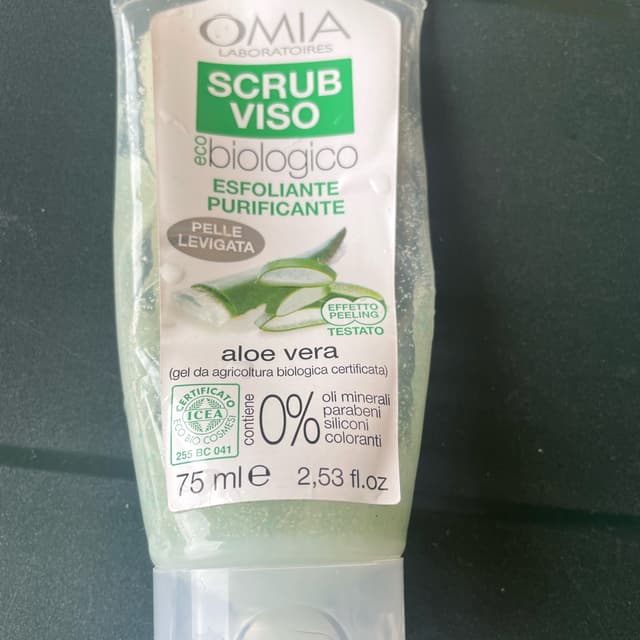 OMIA
LABORATOIRES
SCRUB
VISO
eco biologico
ESFOLIANTE
PURIFICANTE
PELLE
LEVIGATA
EFFETTO
PEELING
TESTATO
aloe vera
(gel da agricoltura biologica certificata)
CERTIFICATO
ICEA
ECO BIO COSMESI
255 BC 041
contiene
0%
oli minerali
parabeni
siliconi
coloranti
75 ml e 2,53 fl.oz